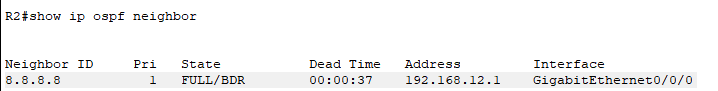 R2#show ip ospf neighbor
Neighbor ID Pri State Dead Time Address Interface
8.8.8.8 1 FULL/BDR 00:00:37 192.168.12.1 GigabitEthernet0/0/0